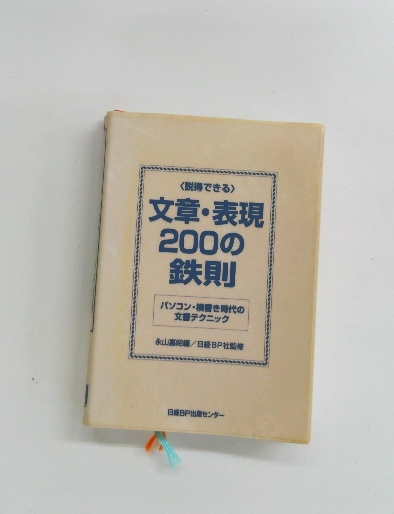 〈説得できる〉
文章・表現
200の
鉄則
パソコン・横書き時代の
文書テクニック
永山嘉昭編／日経BP社監修
日経BP出版センター